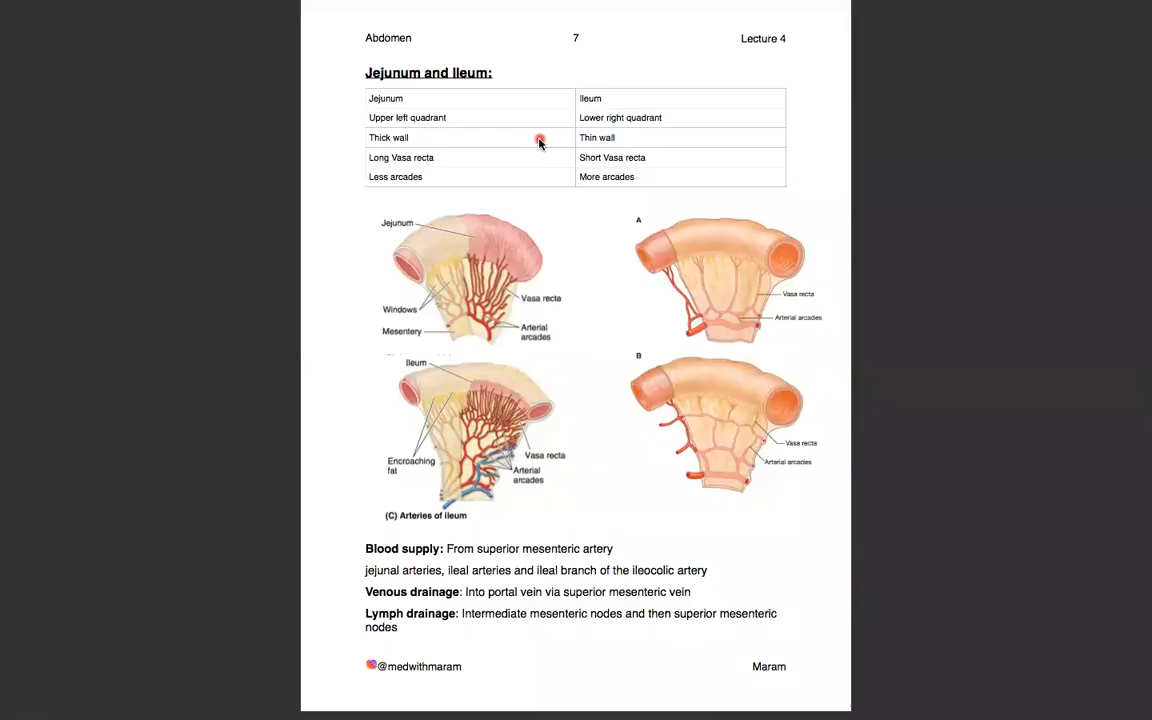 Abdomen 7 Lecture 4
Jejunum and Ileum:
Jejunum Ileum
Upper left quadrant Lower right quadrant
Thick wall Thin wall
Long Vasa recta Short Vasa recta
Less arcades More arcades
Jejunum
Windows
Mesentery
Vasa recta
Arterial
arcades
A
Vasa recta
Arterial arcades
Ileum
Encroaching
fat
Vasa recta
Arterial
arcades
(C) Arteries of ileum
B
Vasa recta
Arterial arcades
Blood supply: From superior mesenteric artery
jejunal arteries, ileal arteries and ileal branch of the ileocolic artery
Venous drainage: Into portal vein via superior mesenteric vein
Lymph drainage: Intermediate mesenteric nodes and then superior mesenteric
nodes
@medwithmaram Maram